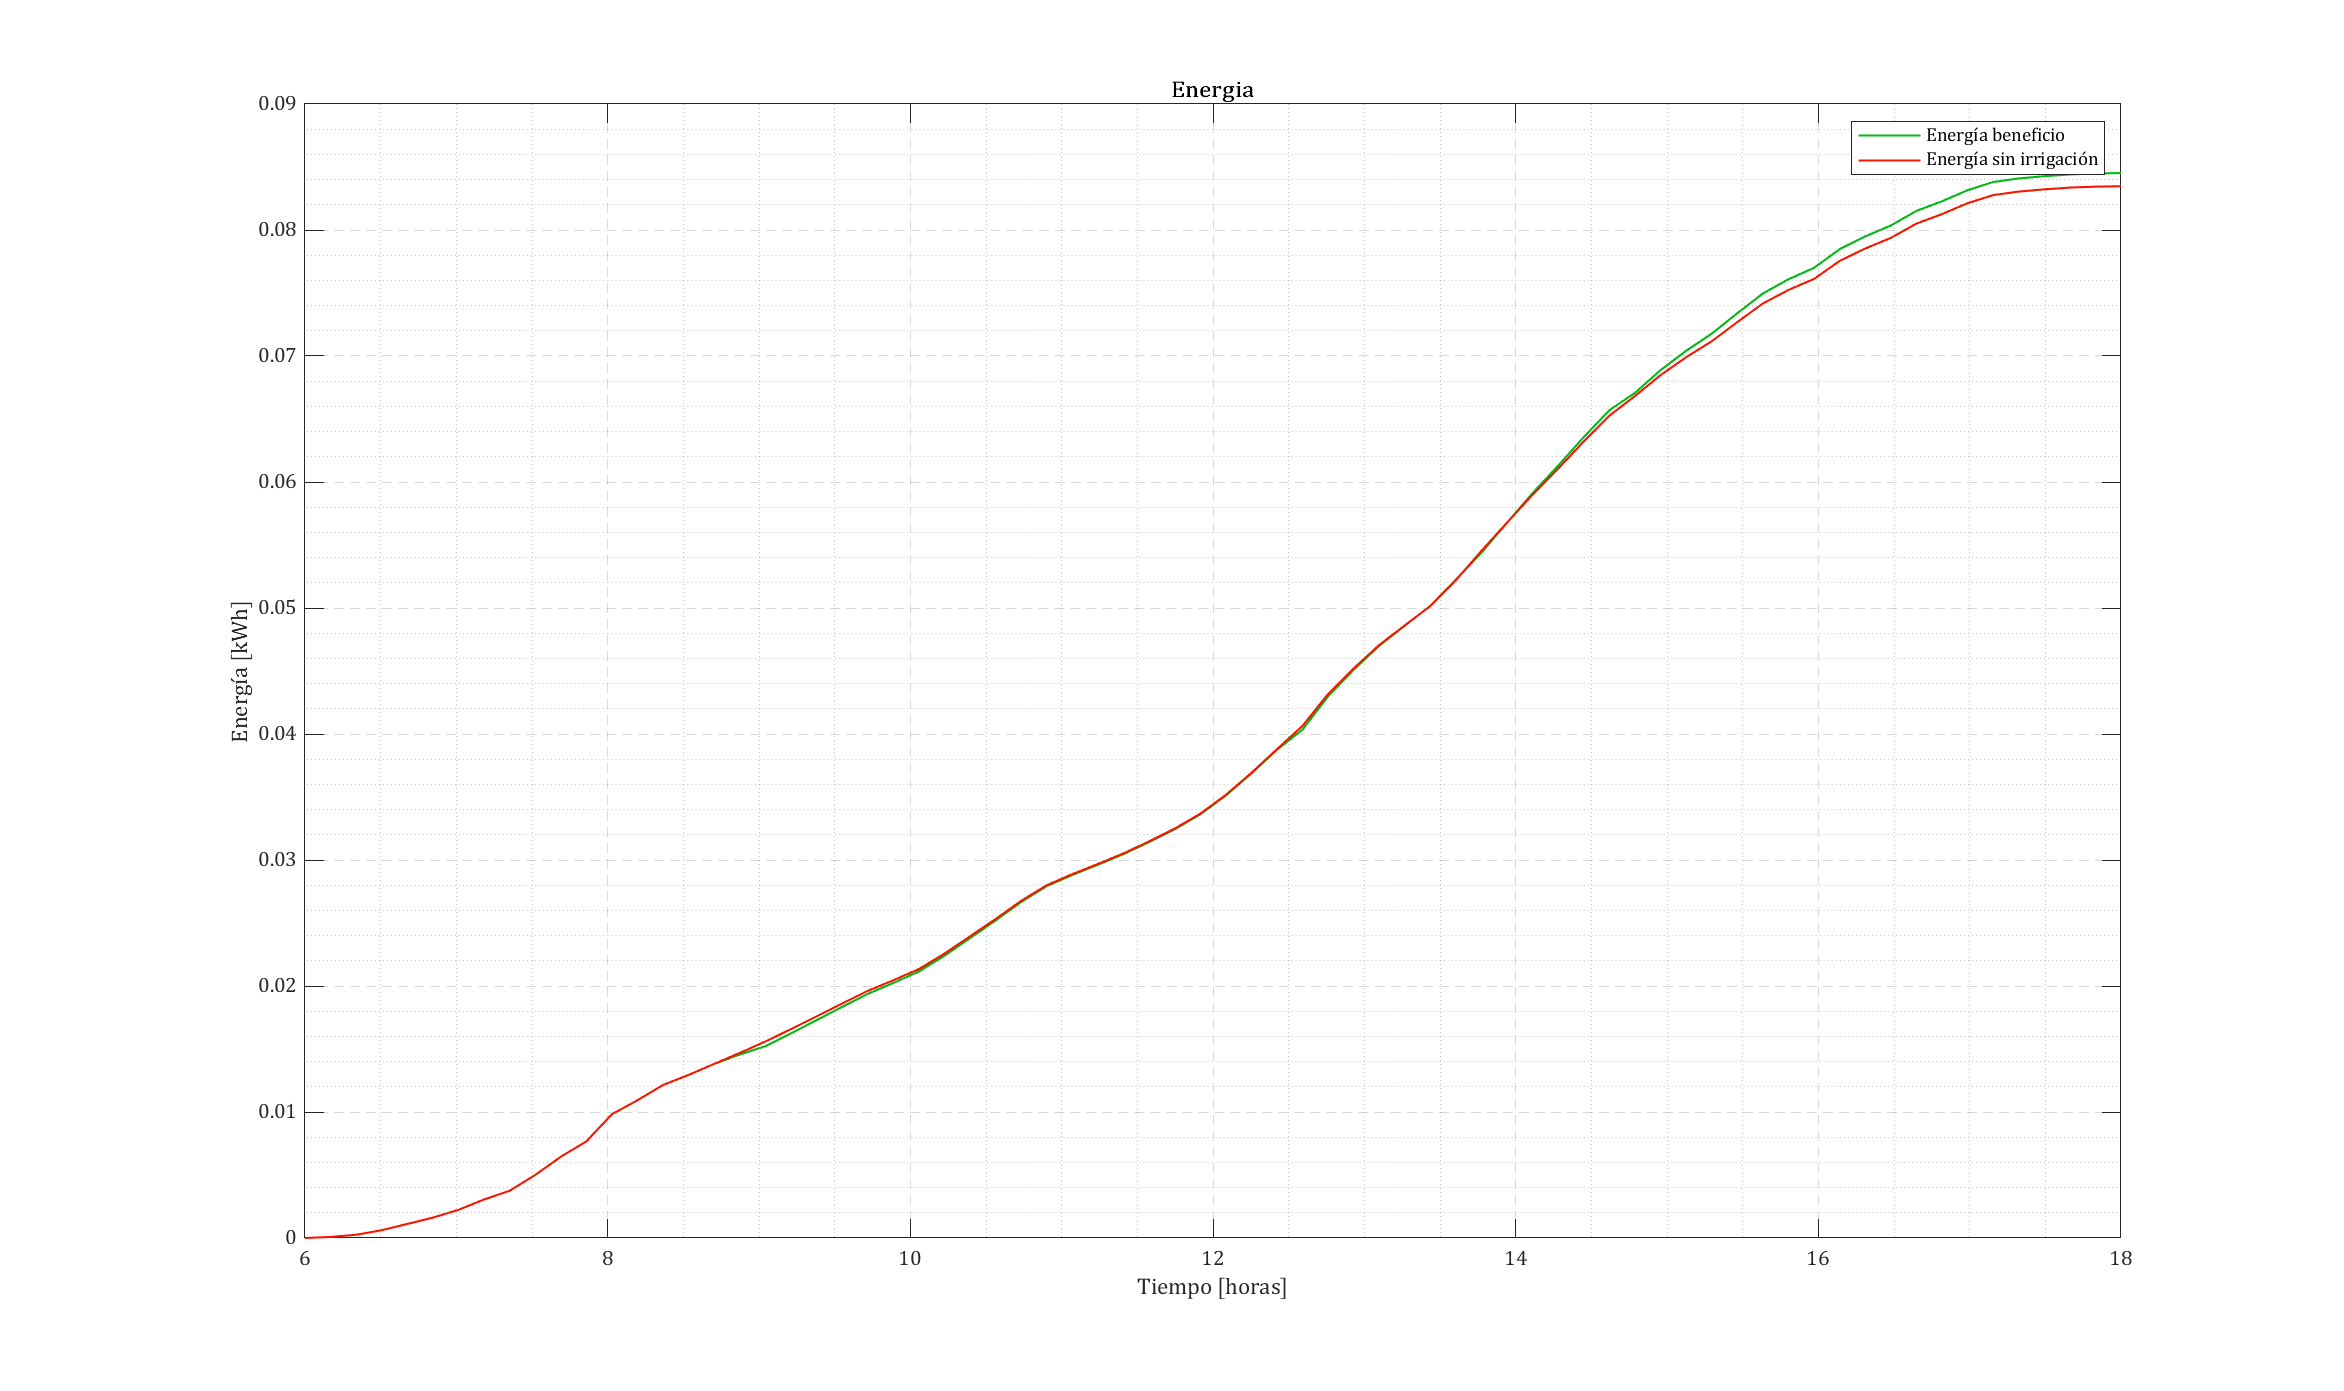 Energia
0.09
0.08
0.07
0.06
0.05
0.04
0.03
0.02
0.01
0
Energía [kWh]
Energía beneficio
Energía sin irrigación
6 8 10 12 14 16 18
Tiempo [horas]